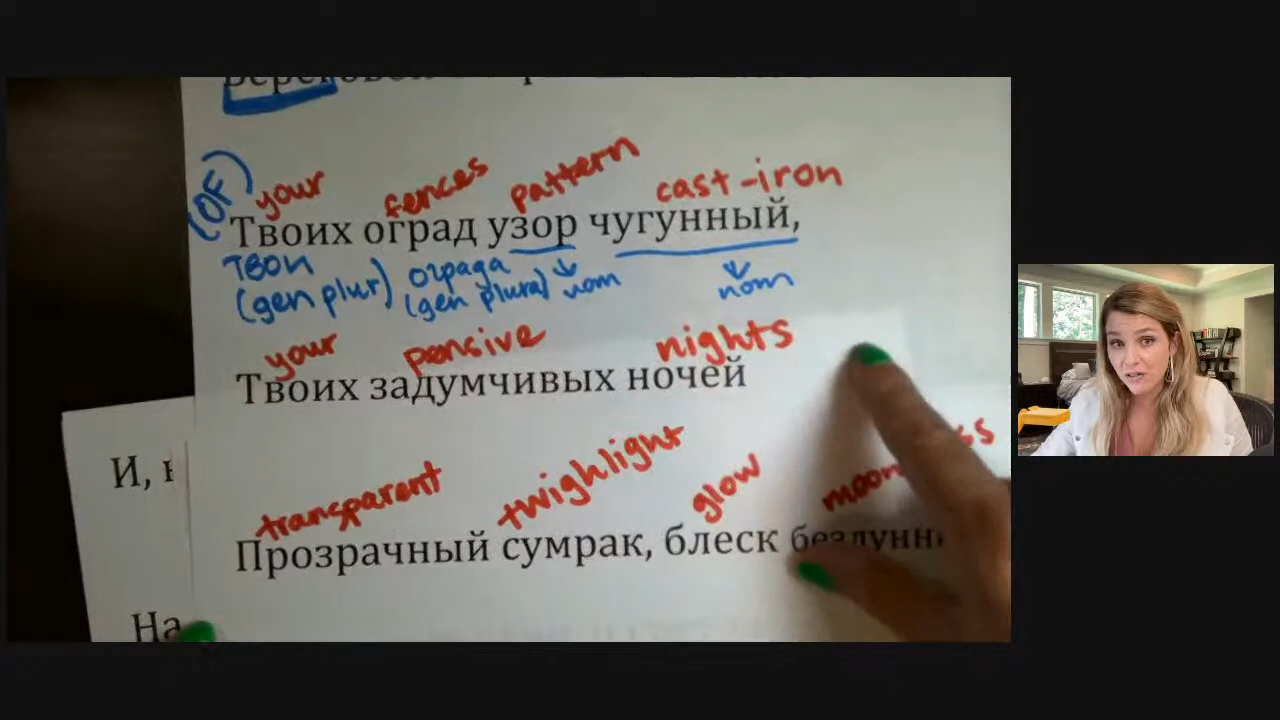 (OF) your fences pattern cast-iron
Твоих оград узор чугунный,
твои ограда
(gen plur) (gen plura) nom nom
your pensive nights
Твоих задумчивых ночей
transparent twighlight glow
И,
Прозрачный сумрак, блеск
На